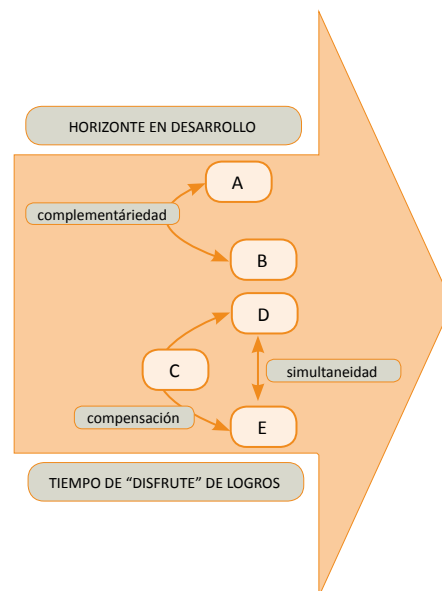 HORIZONTE EN DESARROLLO
A
complementáriedad
B
D
C
simultaneidad
compensación
E
TIEMPO DE “DISFRUTE” DE LOGROS